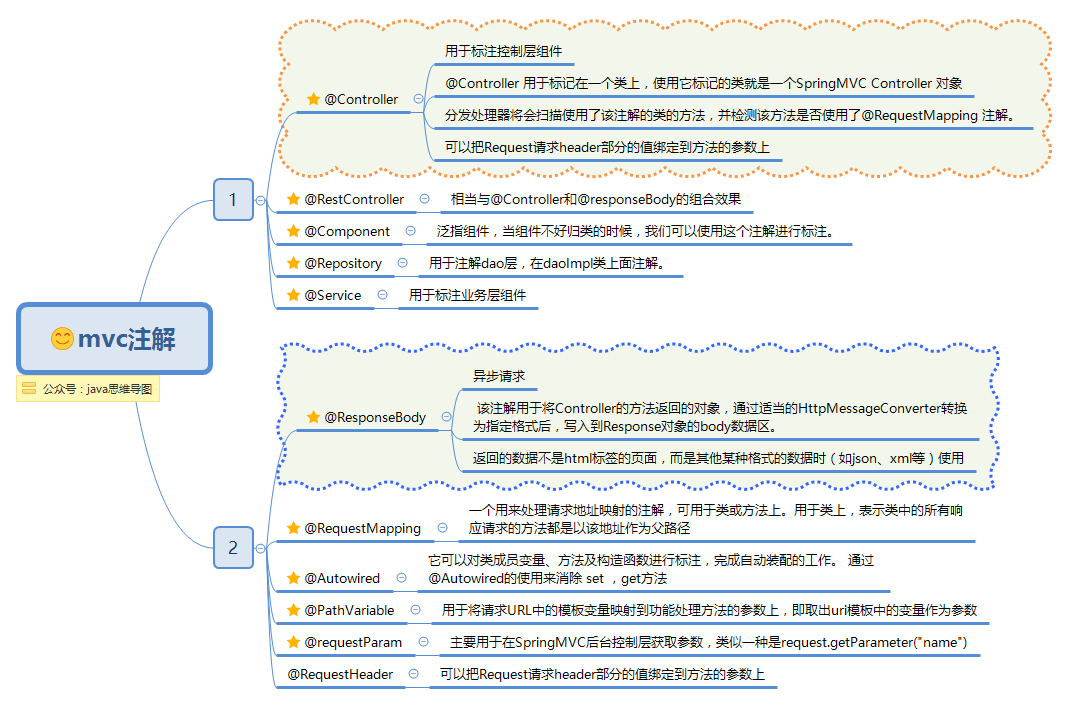 mvc注解
公众号：java思维导图
1
@Controller
用于标注控制层组件
@Controller 用于标记在一个类上，使用它标记的类就是一个SpringMVC Controller 对象
分发处理器将会扫描使用了该注解的类的方法，并检测该方法是否使用了@RequestMapping 注解。
可以把Request请求header部分的值绑定到方法的参数上
@RestController
相当与@Controller和@responseBody的组合效果
@Component
泛指组件，当组件不好归类的时候，我们可以使用这个注解进行标注。
@Repository
用于注解dao层，在daoImpl类上面注解。
@Service
用于标注业务层组件
2
@ResponseBody
异步请求
该注解用于将Controller的方法返回的对象，通过适当的HttpMessageConverter转换
为指定格式后，写入到Response对象的body数据区。
返回的数据不是html标签的页面，而是其他某种格式的数据时（如json、xml等）使用
@RequestMapping
一个用来处理请求地址映射的注解，可用于类或方法上。用于类上，表示类中的所有响
应请求的方法都是以该地址作为父路径
@Autowired
它可以对类成员变量、方法及构造函数进行标注，完成自动装配的工作。 通过
@Autowired的使用来消除 set ，get方法
@PathVariable
用于将请求URL中的模板变量映射到功能处理方法的参数上，即取出uri模板中的变量作为参数
@requestParam
主要用于在SpringMVC后台控制层获取参数，类似一种是request.getParameter("name")
@RequestHeader
可以把Request请求header部分的值绑定到方法的参数上